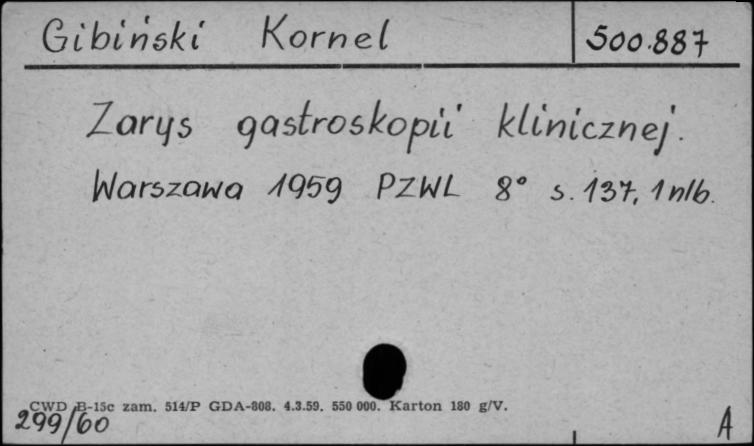 Gibiński Kornel 500.887
Zarys gastroskopii klinicznej.
Warszawa 1959 PZWL 8° s. 137, 1 nlb.
CWD B-15c zam. 514/P GDA-808. 4.3.59. 550 000. Karton 180 g/V.
299/60 A